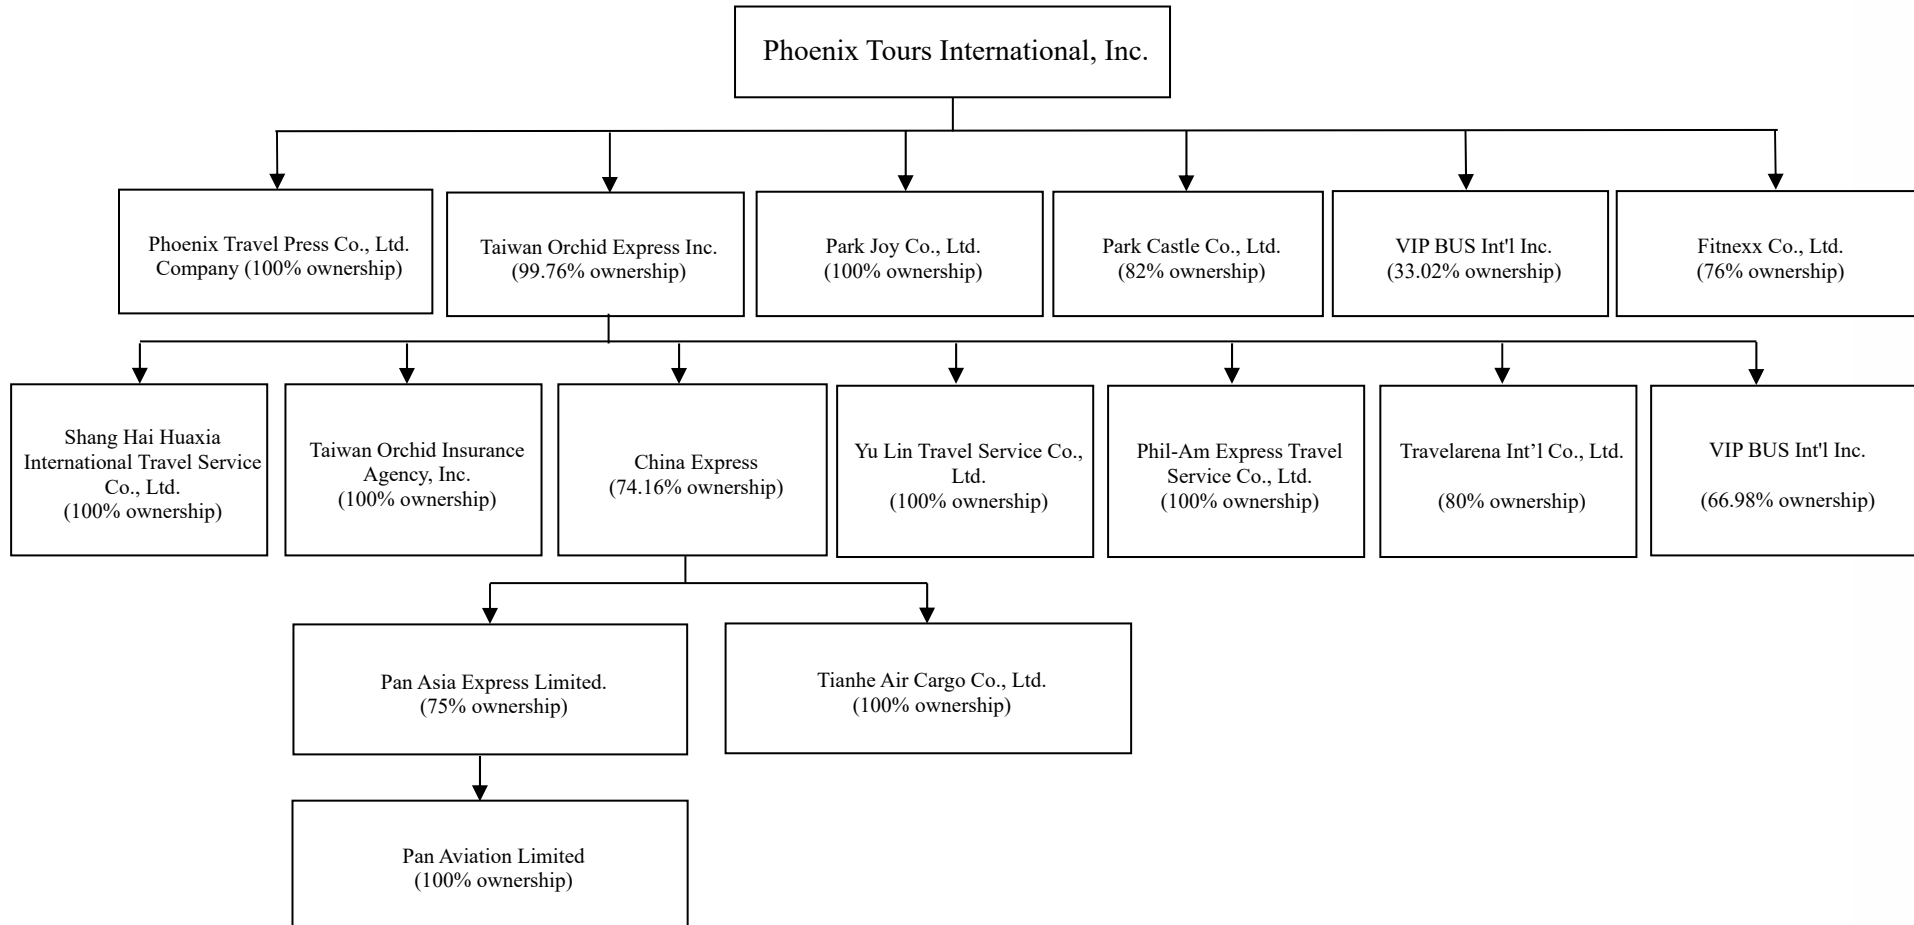 Phoenix Tours International, Inc.
Phoenix Travel Press Co., Ltd.
Company (100% ownership)
Taiwan Orchid Express Inc.
(99.76% ownership)
Park Joy Co., Ltd.
(100% ownership)
Park Castle Co., Ltd.
(82% ownership)
VIP BUS Int'l Inc.
(33.02% ownership)
Fitnexx Co., Ltd.
(76% ownership)
Shang Hai Huaxia
International Travel Service
Co., Ltd.
(100% ownership)
Taiwan Orchid Insurance
Agency, Inc.
(100% ownership)
China Express
(74.16% ownership)
Yu Lin Travel Service Co.,
Ltd.
(100% ownership)
Phil-Am Express Travel
Service Co., Ltd.
(100% ownership)
Travelarena Int’l Co., Ltd.
(80% ownership)
VIP BUS Int'l Inc.
(66.98% ownership)
Pan Asia Express Limited.
(75% ownership)
Tianhe Air Cargo Co., Ltd.
(100% ownership)
Pan Aviation Limited
(100% ownership)